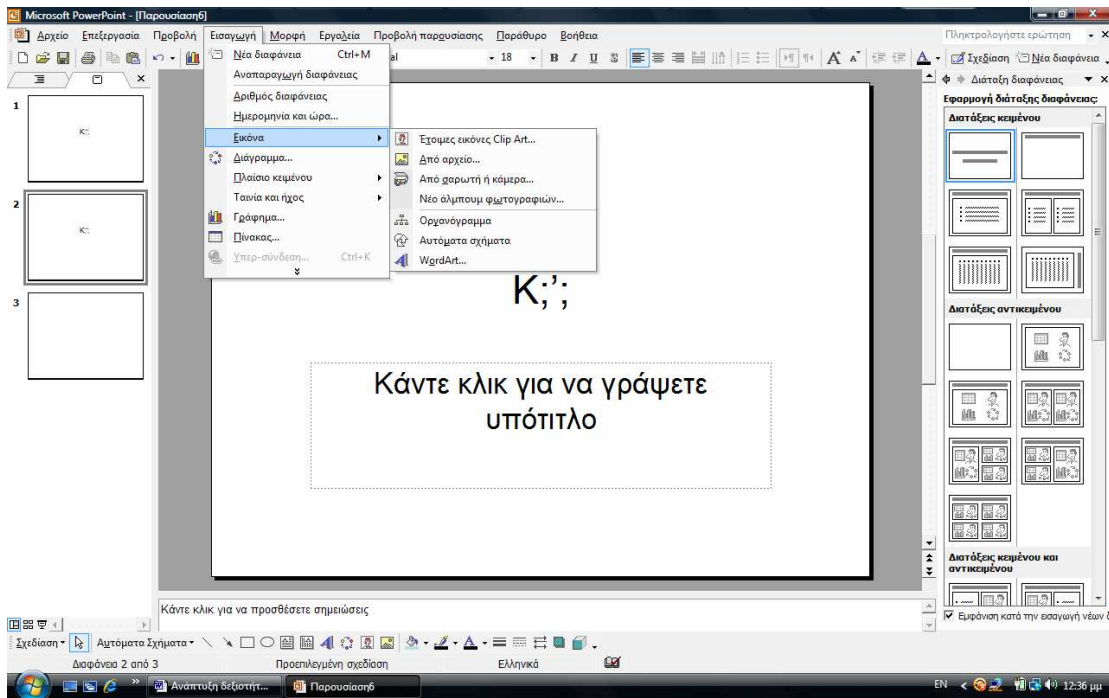 Microsoft PowerPoint - [Παρουσίαση6]
Αρχείο Επεξεργασία Προβολή Εισαγωγή Μορφή Εργαλεία Προβολή παρουσίασης Παράθυρο Βοήθεια Πληκτρολογήστε ερώτηση
18 B I U S A A A Σχεδίαση Νέα διαφάνεια
Νέα διαφάνεια Ctrl+M
Αναπαραγωγή διαφάνειας
Αριθμός διαφάνειας
Ημερομηνία και ώρα...
Εικόνα
Διάγραμμα...
Πλαίσιο κειμένου
Ταινία και ήχος
Γράφημα...
Πίνακας...
Υπερ-σύνδεση... Ctrl+K
Έτοιμες εικόνες Clip Art...
Από αρχείο...
Από σαρωτή ή κάμερα...
Νέο άλμπουμ φωτογραφιών...
Οργανόγραμμα
Αυτόματα σχήματα
WordArt...
1
Κ;';
2
Κ;';
3
Κ;’;
Κάντε κλικ για να γράψετε
υπότιτλο
Διάταξη διαφάνειας
Εφαρμογή διάταξης διαφάνειας:
Διατάξεις κειμένου
Διατάξεις αντικειμένου
Διατάξεις κειμένου και
αντικειμένου
Εμφάνιση κατά την εισαγωγή νέων
Κάντε κλικ για να προσθέσετε σημειώσεις
Σχεδίαση Αυτόματα Σχήματα
Διαφάνεια 2 από 3 Προεπιλεγμένη σχεδίαση Ελληνικά
Ανάπτυξη δεξιοτήτ... Παρουσίαση6 EN 12:36 μμ